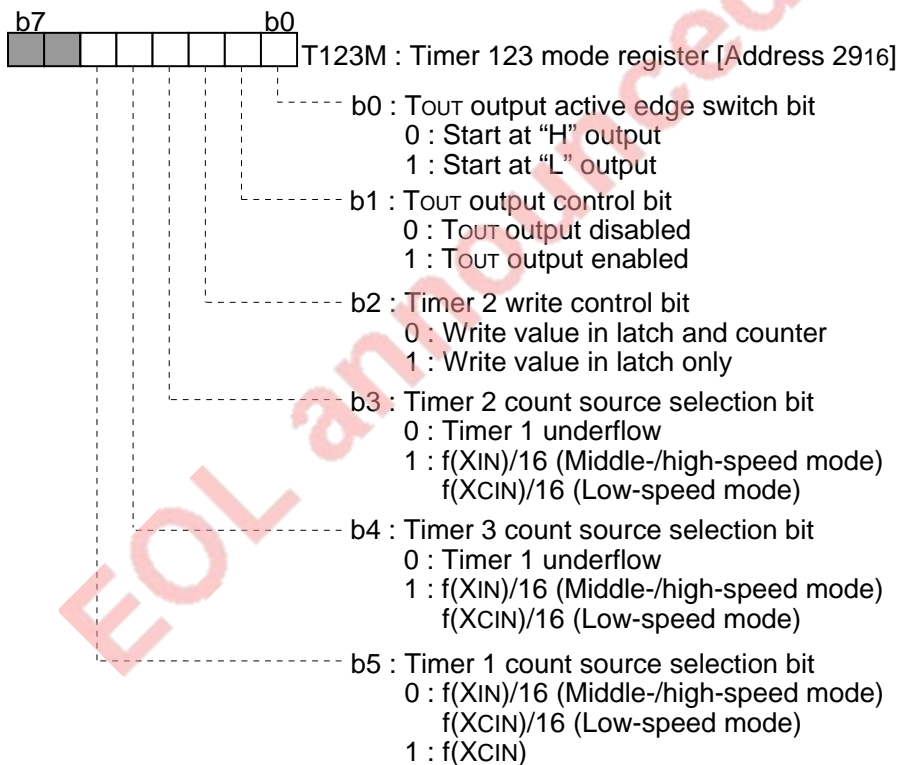 b7 b0
T123M : Timer 123 mode register [Address 2916]
b0 : TOUT output active edge switch bit
0 : Start at “H” output
1 : Start at “L” output
b1 : TOUT output control bit
0 : TOUT output disabled
1 : TOUT output enabled
b2 : Timer 2 write control bit
0 : Write value in latch and counter
1 : Write value in latch only
b3 : Timer 2 count source selection bit
0 : Timer 1 underflow
1 : f(XIN)/16 (Middle-/high-speed mode)
f(XCIN)/16 (Low-speed mode)
b4 : Timer 3 count source selection bit
0 : Timer 1 underflow
1 : f(XIN)/16 (Middle-/high-speed mode)
f(XCIN)/16 (Low-speed mode)
b5 : Timer 1 count source selection bit
0 : f(XIN)/16 (Middle-/high-speed mode)
f(XCIN)/16 (Low-speed mode)
1 : f(XCIN)
EOL announced